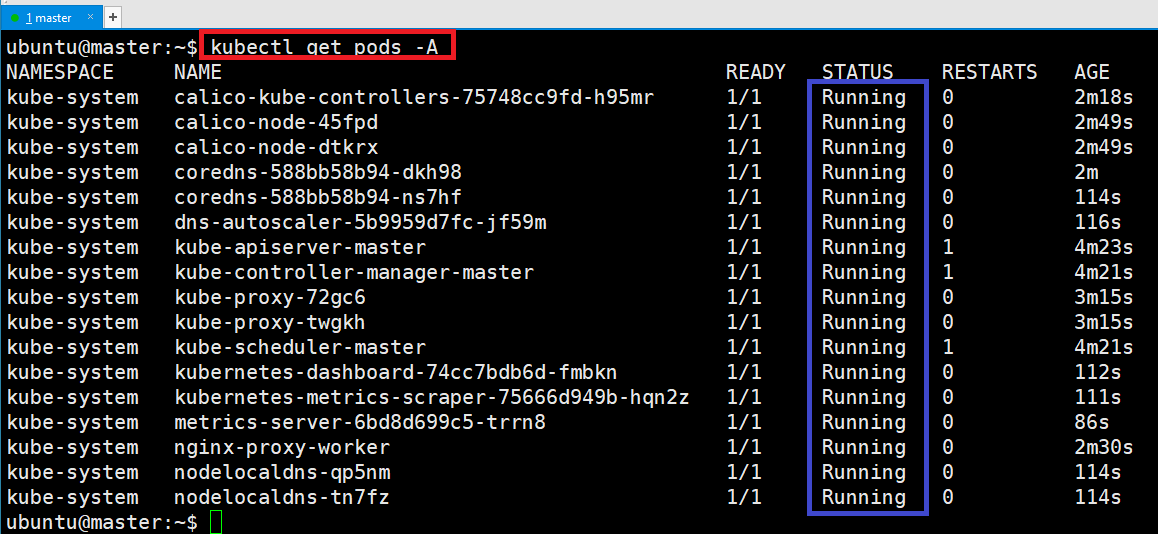 1 master × +
ubuntu@master:~$ kubectl get pods -A
NAMESPACE NAME READY STATUS RESTARTS AGE
kube-system calico-kube-controllers-75748cc9fd-h95mr 1/1 Running 0 2m18s
kube-system calico-node-45fpd 1/1 Running 0 2m49s
kube-system calico-node-dtkrx 1/1 Running 0 2m49s
kube-system coredns-588bb58b94-dkh98 1/1 Running 0 2m
kube-system coredns-588bb58b94-ns7hf 1/1 Running 0 114s
kube-system dns-autoscaler-5b9959d7fc-jf59m 1/1 Running 0 116s
kube-system kube-apiserver-master 1/1 Running 1 4m23s
kube-system kube-controller-manager-master 1/1 Running 1 4m21s
kube-system kube-proxy-72gc6 1/1 Running 0 3m15s
kube-system kube-proxy-twgkh 1/1 Running 0 3m15s
kube-system kube-scheduler-master 1/1 Running 1 4m21s
kube-system kubernetes-dashboard-74cc7bdb6d-fmbkn 1/1 Running 0 112s
kube-system kubernetes-metrics-scraper-75666d949b-hqn2z 1/1 Running 0 111s
kube-system metrics-server-6bd8d699c5-trrn8 1/1 Running 0 86s
kube-system nginx-proxy-worker 1/1 Running 0 2m30s
kube-system nodelocaldns-qp5nm 1/1 Running 0 114s
kube-system nodelocaldns-tn7fz 1/1 Running 0 114s
ubuntu@master:~$